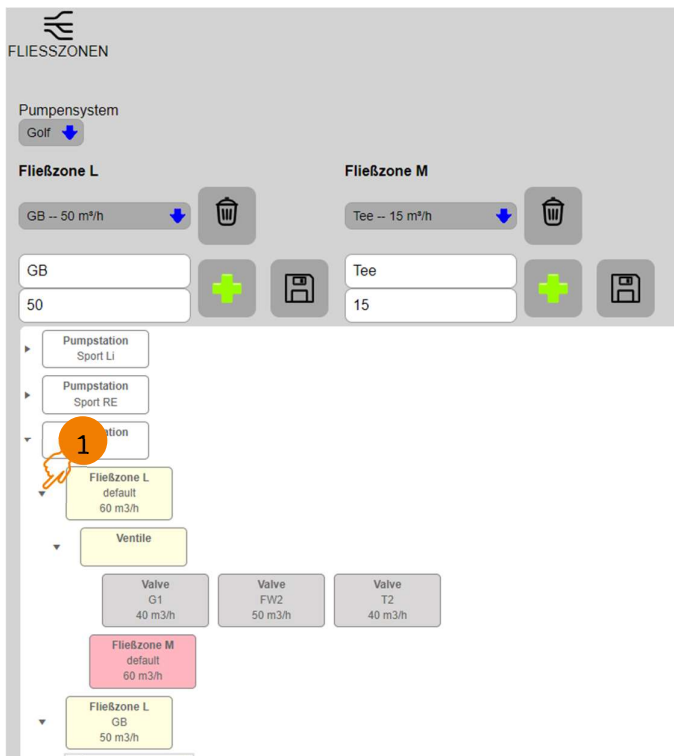 FLIESSZONEN
Pumpensystem
Golf
Fließzone L
Fließzone M
GB -- 50 m³/h
Tee -- 15 m³/h
GB
Tee
50
15
Pumpstation
Sport Li
Pumpstation
Sport RE
1
ation
Fließzone L
default
60 m3/h
Ventile
Valve
G1
40 m3/h
Valve
FW2
50 m3/h
Valve
T2
40 m3/h
Fließzone M
default
60 m3/h
Fließzone L
GB
50 m3/h